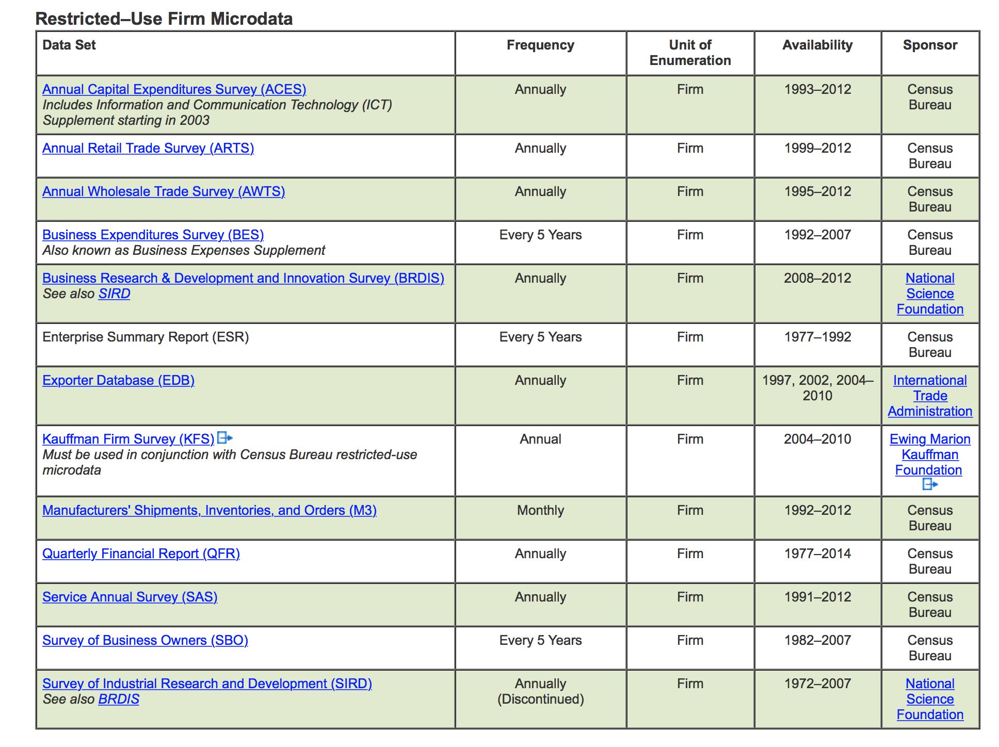 Restricted–Use Firm Microdata
Data Set
Frequency
Unit of
Enumeration
Availability
Sponsor
Annual Capital Expenditures Survey (ACES)
Includes Information and Communication Technology (ICT)
Supplement starting in 2003
Annually
Firm
1993–2012
Census
Bureau
Annual Retail Trade Survey (ARTS)
Annually
Firm
1999–2012
Census
Bureau
Annual Wholesale Trade Survey (AWTS)
Annually
Firm
1995–2012
Census
Bureau
Business Expenditures Survey (BES)
Also known as Business Expenses Supplement
Every 5 Years
Firm
1992–2007
Census
Bureau
Business Research & Development and Innovation Survey (BRDIS)
See also SIRD
Annually
Firm
2008–2012
National
Science
Foundation
Enterprise Summary Report (ESR)
Every 5 Years
Firm
1977–1992
Census
Bureau
Exporter Database (EDB)
Annually
Firm
1997, 2002, 2004–
2010
International
Trade
Administration
Kauffman Firm Survey (KFS)
Must be used in conjunction with Census Bureau restricted-use
microdata
Annual
Firm
2004–2010
Ewing Marion
Kauffman
Foundation
Manufacturers' Shipments, Inventories, and Orders (M3)
Monthly
Firm
1992–2012
Census
Bureau
Quarterly Financial Report (QFR)
Annually
Firm
1977–2014
Census
Bureau
Service Annual Survey (SAS)
Annually
Firm
1991–2012
Census
Bureau
Survey of Business Owners (SBO)
Every 5 Years
Firm
1982–2007
Census
Bureau
Survey of Industrial Research and Development (SIRD)
See also BRDIS
Annually
(Discontinued)
Firm
1972–2007
National
Science
Foundation